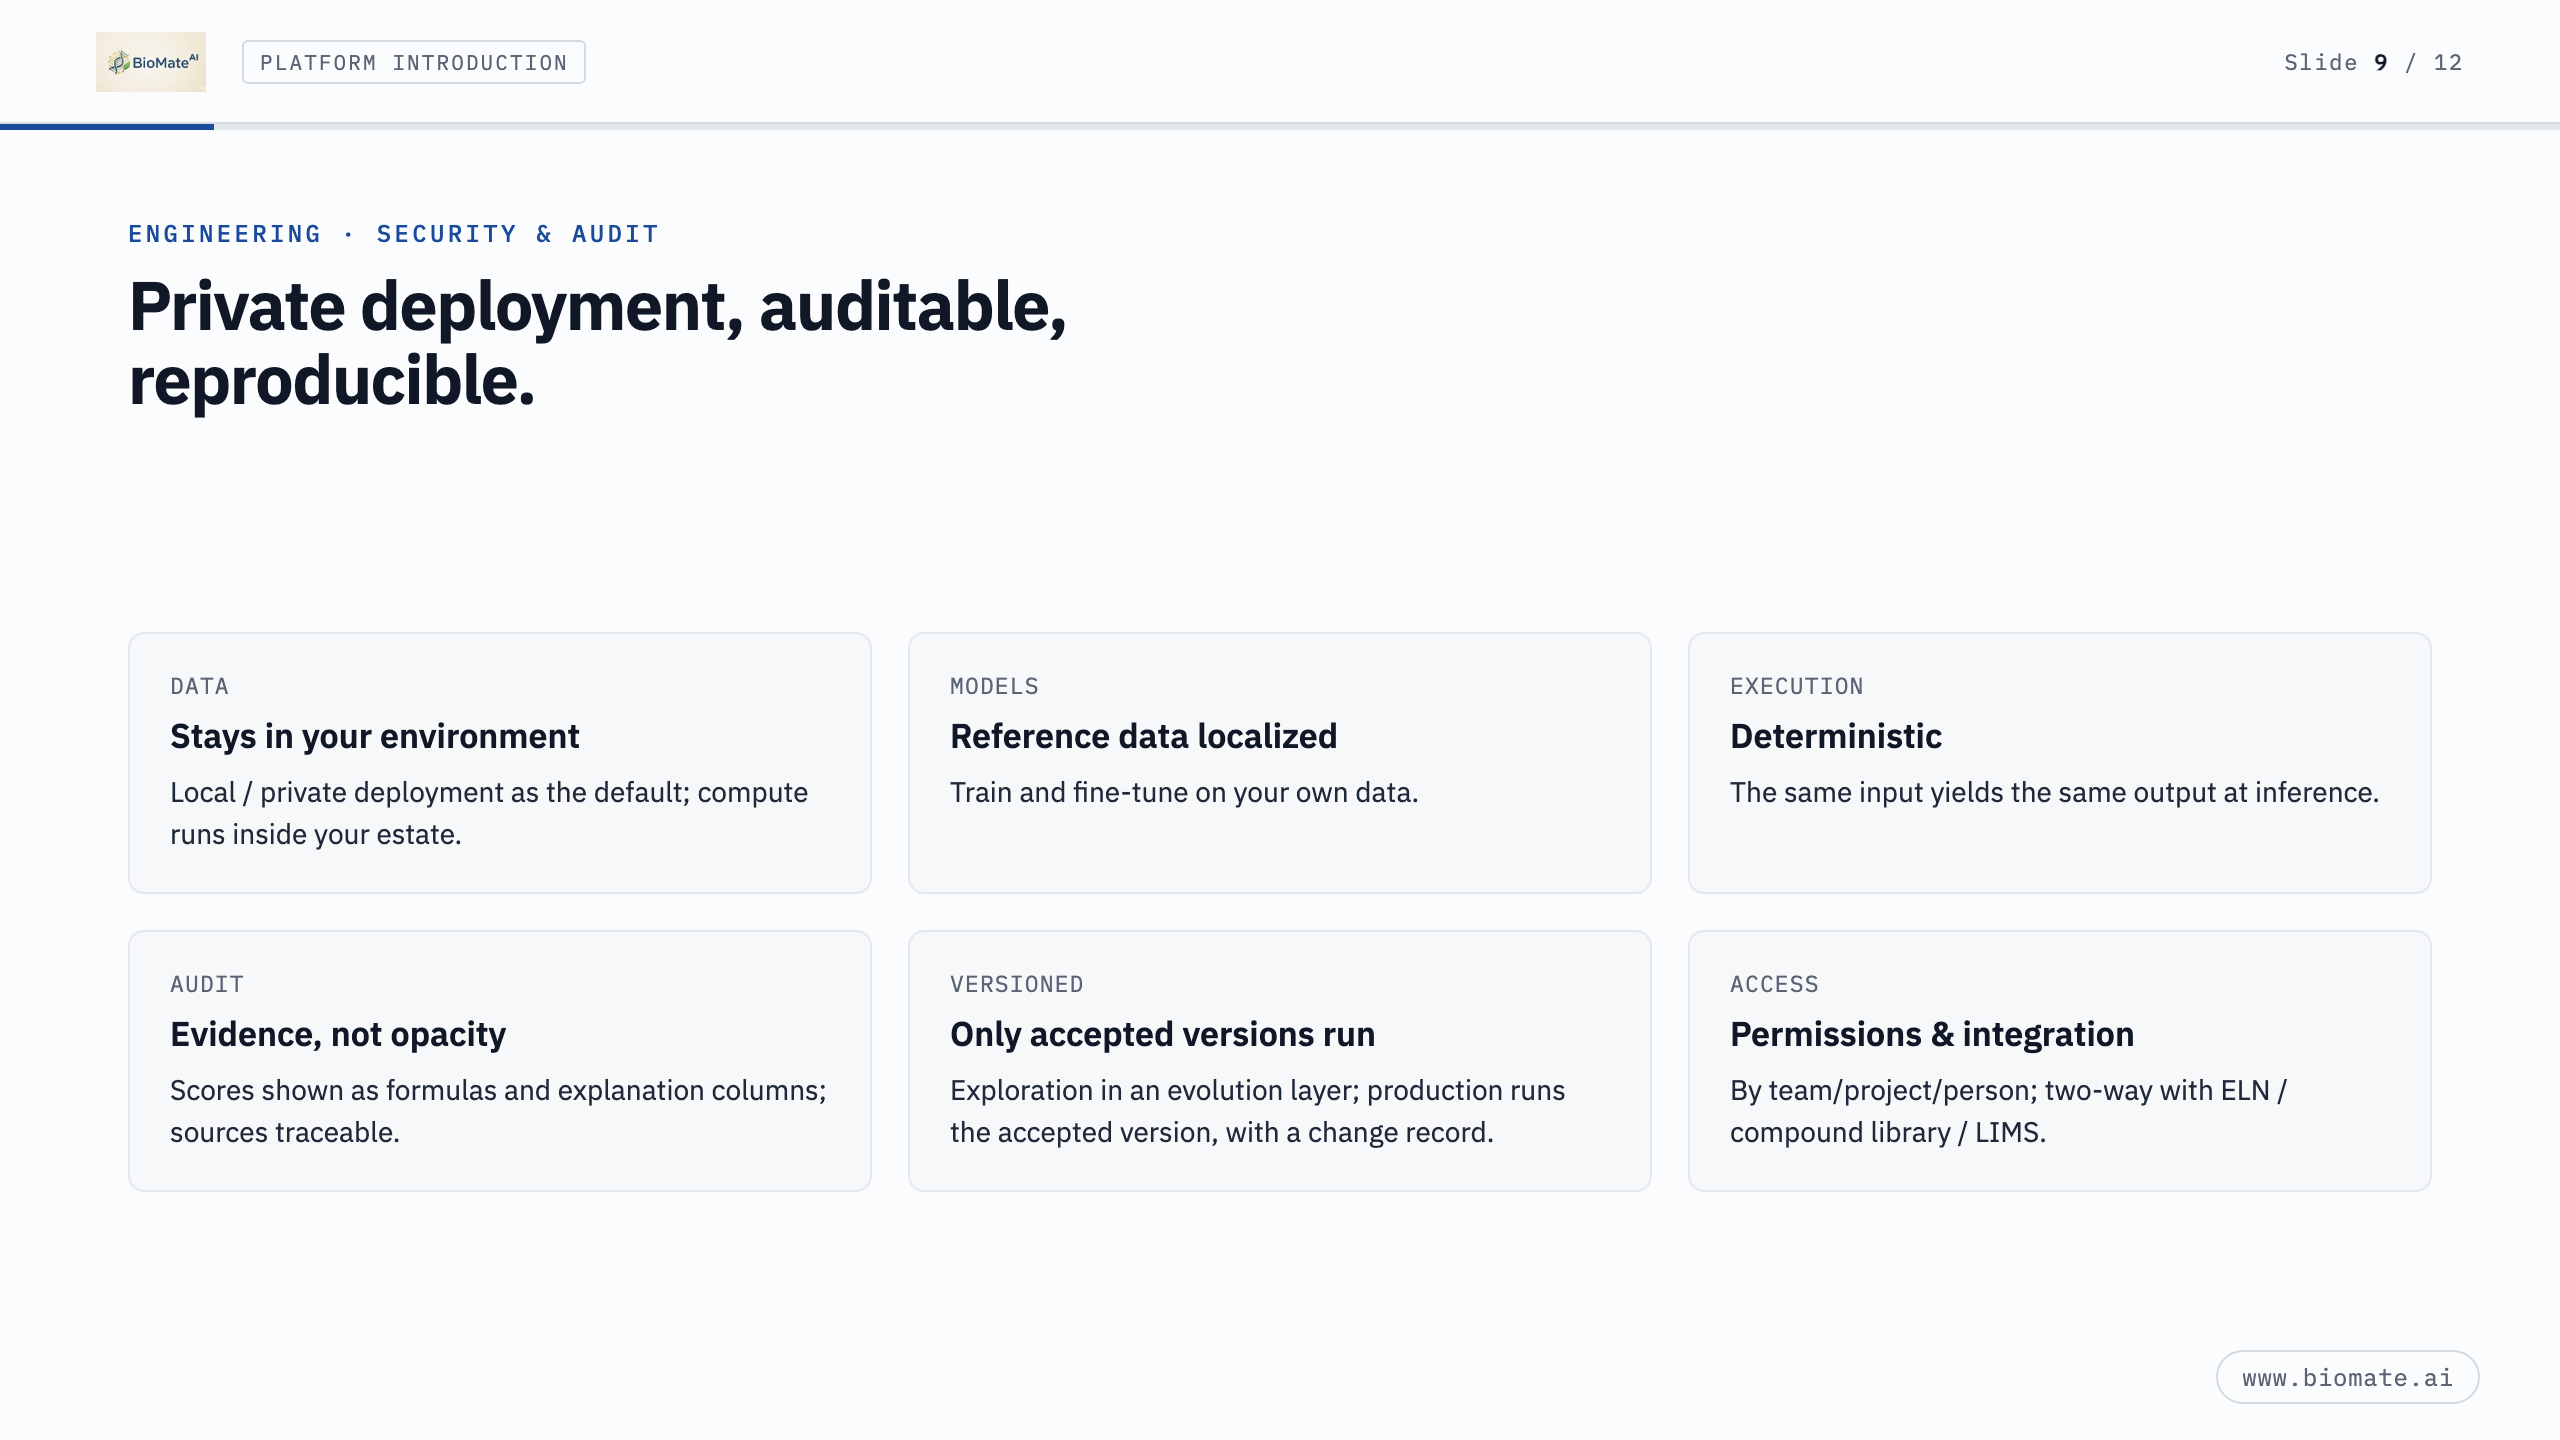 BioMate AI
PLATFORM INTRODUCTION
Slide 9 / 12
ENGINEERING · SECURITY & AUDIT
Private deployment, auditable,
reproducible.
DATA
Stays in your environment
Local / private deployment as the default; compute
runs inside your estate.
MODELS
Reference data localized
Train and fine-tune on your own data.
EXECUTION
Deterministic
The same input yields the same output at inference.
AUDIT
Evidence, not opacity
Scores shown as formulas and explanation columns;
sources traceable.
VERSIONED
Only accepted versions run
Exploration in an evolution layer; production runs
the accepted version, with a change record.
ACCESS
Permissions & integration
By team/project/person; two-way with ELN /
compound library / LIMS.
www.biomate.ai